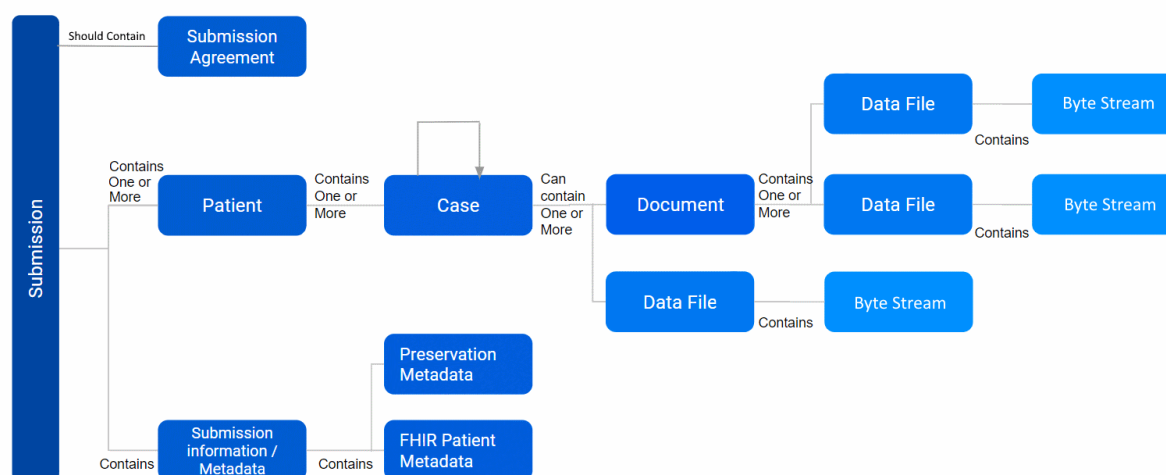 Should Contain
Submission
Agreement
Data File
Byte Stream
Contains
Contains
One or
More
Patient
Contains
One or
More
Case
Can
contain
One or
More
Document
Contains
One or
More
Data File
Byte Stream
Contains
Submission
Data File
Byte Stream
Contains
Preservation
Metadata
Contains
Submission
information /
Metadata
Contains
FHIR Patient
Metadata